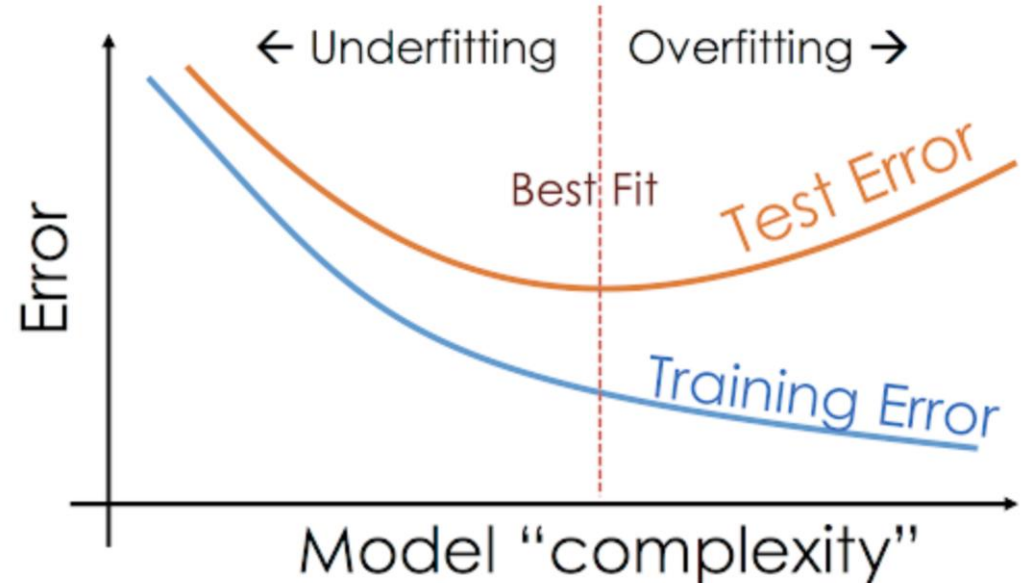 ← Underfitting
Overfitting →
Best Fit
Test Error
Error
Training Error
Model “complexity”